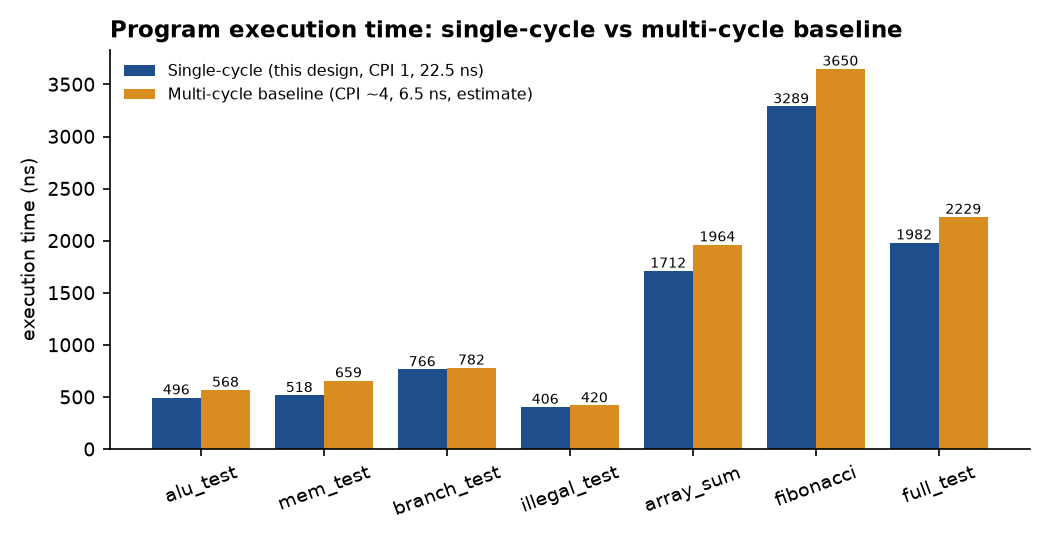 Program execution time: single-cycle vs multi-cycle baseline
Single-cycle (this design, CPI 1, 22.5 ns)
Multi-cycle baseline (CPI ~4, 6.5 ns, estimate)
execution time (ns)
3500
3000
2500
2000
1500
1000
500
0
496
568
518
659
766
782
406
420
1712
1964
3289
3650
1982
2229
alu_test
mem_test
branch_test
illegal_test
array_sum
fibonacci
full_test